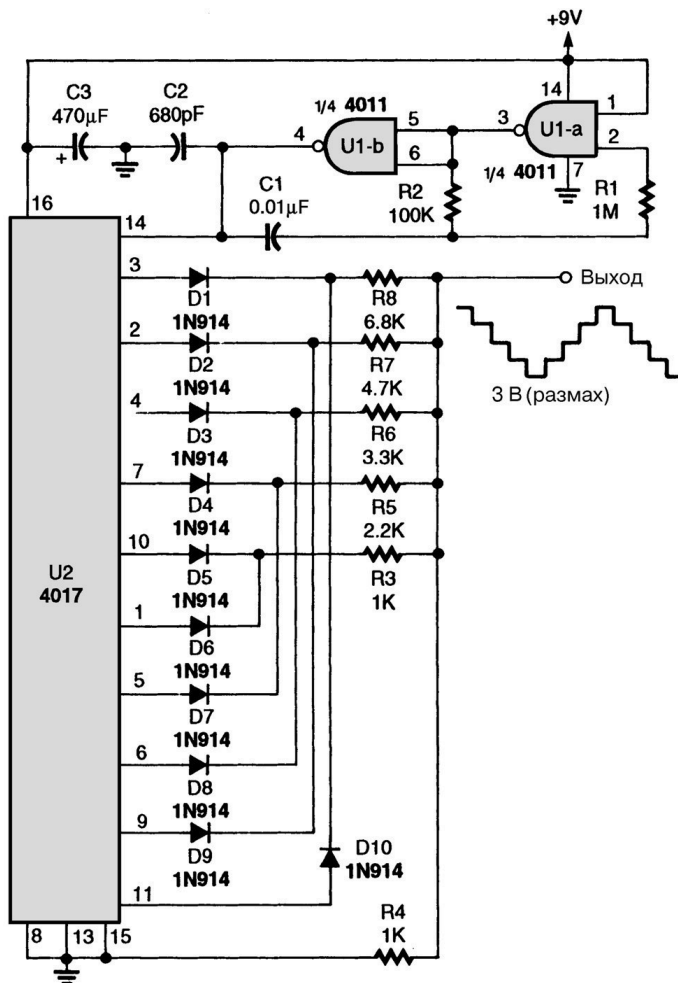 +9V
C3
470µF
C2
680pF
1/4 4011
14
1
4
U1-b
5
6
3
U1-a
2
+
1/4 4011
7
C1
0.01µF
R2
100K
R1
1M
16
14
3
D1
1N914
R8
6.8K
Выход
2
D2
1N914
R7
4.7K
3 В (размах)
4
D3
1N914
R6
3.3K
7
D4
1N914
R5
2.2K
10
D5
1N914
R3
1K
U2
4017
1
D6
1N914
5
D7
1N914
6
D8
1N914
9
D9
1N914
D10
1N914
11
R4
1K
8
13
15